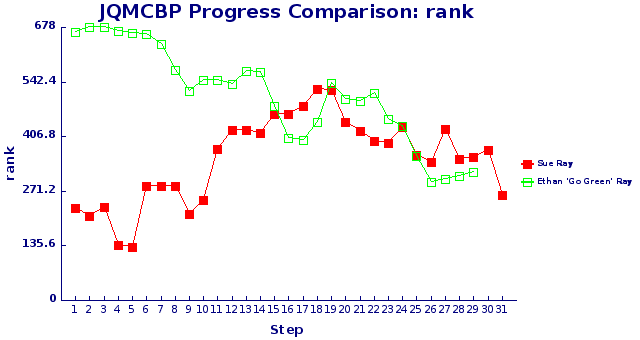 JQMCBP Progress Comparison: rank
678
542.4
406.8
271.2
135.6
0
rank
1 2 3 4 5 6 7 8 9 10 11 12 13 14 15 16 17 18 19 20 21 22 23 24 25 26 27 28 29 30 31
Step
Sue Ray
Ethan 'Go Green' Ray